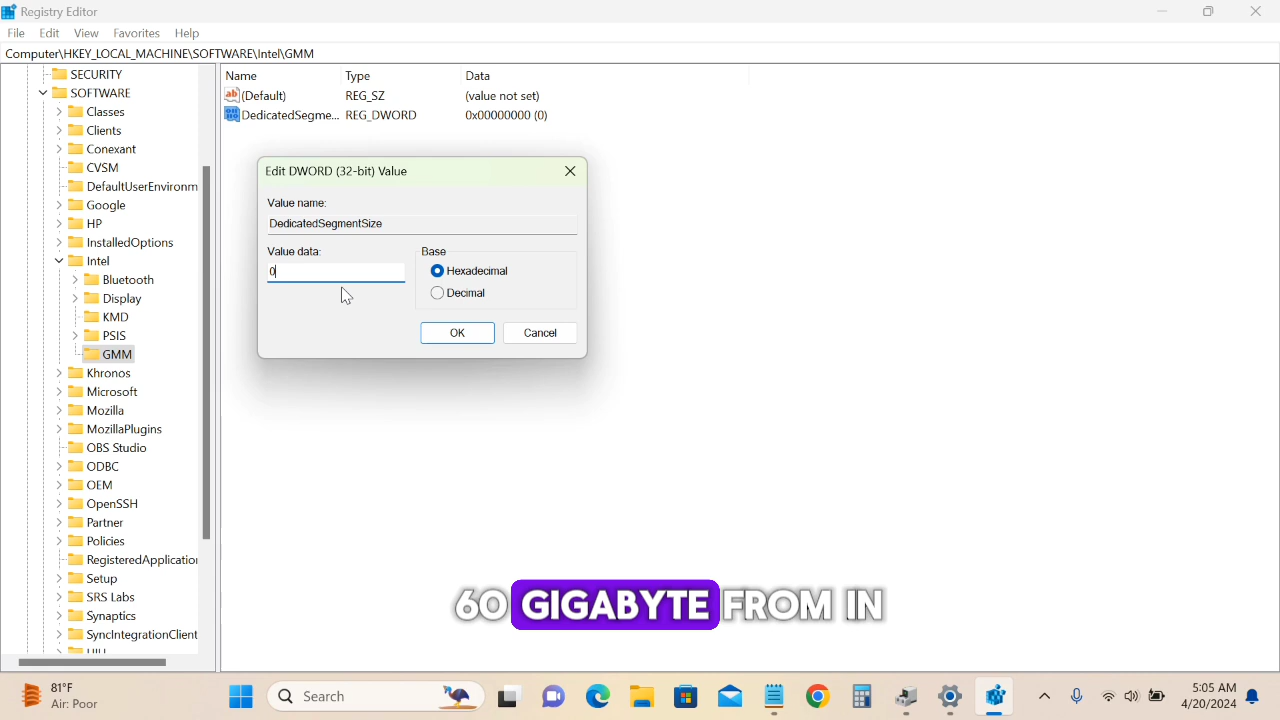 Registry Editor
File Edit View Favorites Help
Computer\HKEY_LOCAL_MACHINE\SOFTWARE\Intel\GMM
SECURITY
SOFTWARE
Classes
Clients
Conexant
CVSM
DefaultUserEnvironm
Google
HP
InstalledOptions
Intel
Bluetooth
Display
KMD
PSIS
GMM
Khronos
Microsoft
Mozilla
MozillaPlugins
OBS Studio
ODBC
OEM
OpenSSH
Partner
Policies
RegisteredApplication
Setup
SRS Labs
Synaptics
SyncIntegrationClient
Name Type Data
(Default) REG_SZ (value not set)
DedicatedSegme... REG_DWORD 0x00000000 (0)
Edit DWORD (32-bit) Value
Value name:
DedicatedSegmentSize
Value data:
0
Base
Hexadecimal
Decimal
OK Cancel
60 GIGABYTE FROM IN
81°F
Air: Poor
Search
5:05 AM
4/20/2024